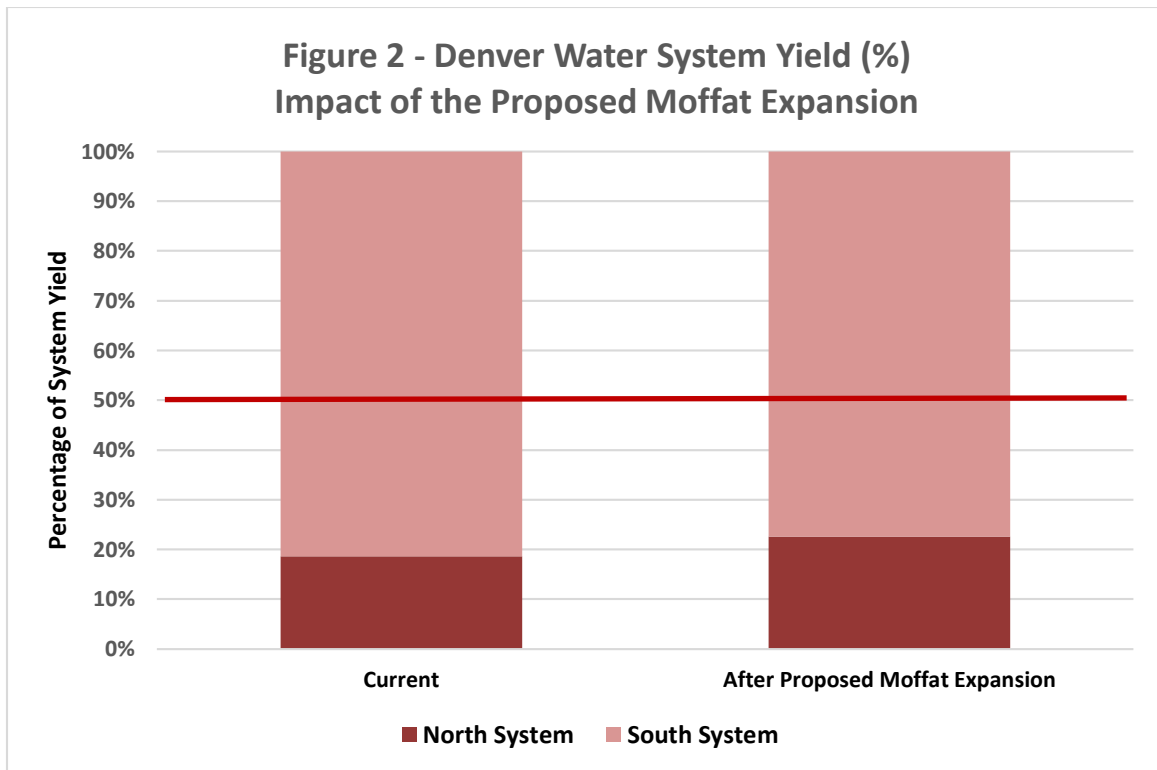 Figure 2 - Denver Water System Yield (%)
Impact of the Proposed Moffat Expansion
100%
90%
80%
70%
60%
50%
40%
30%
20%
10%
0%
Percentage of System Yield
Current
After Proposed Moffat Expansion
North System
South System